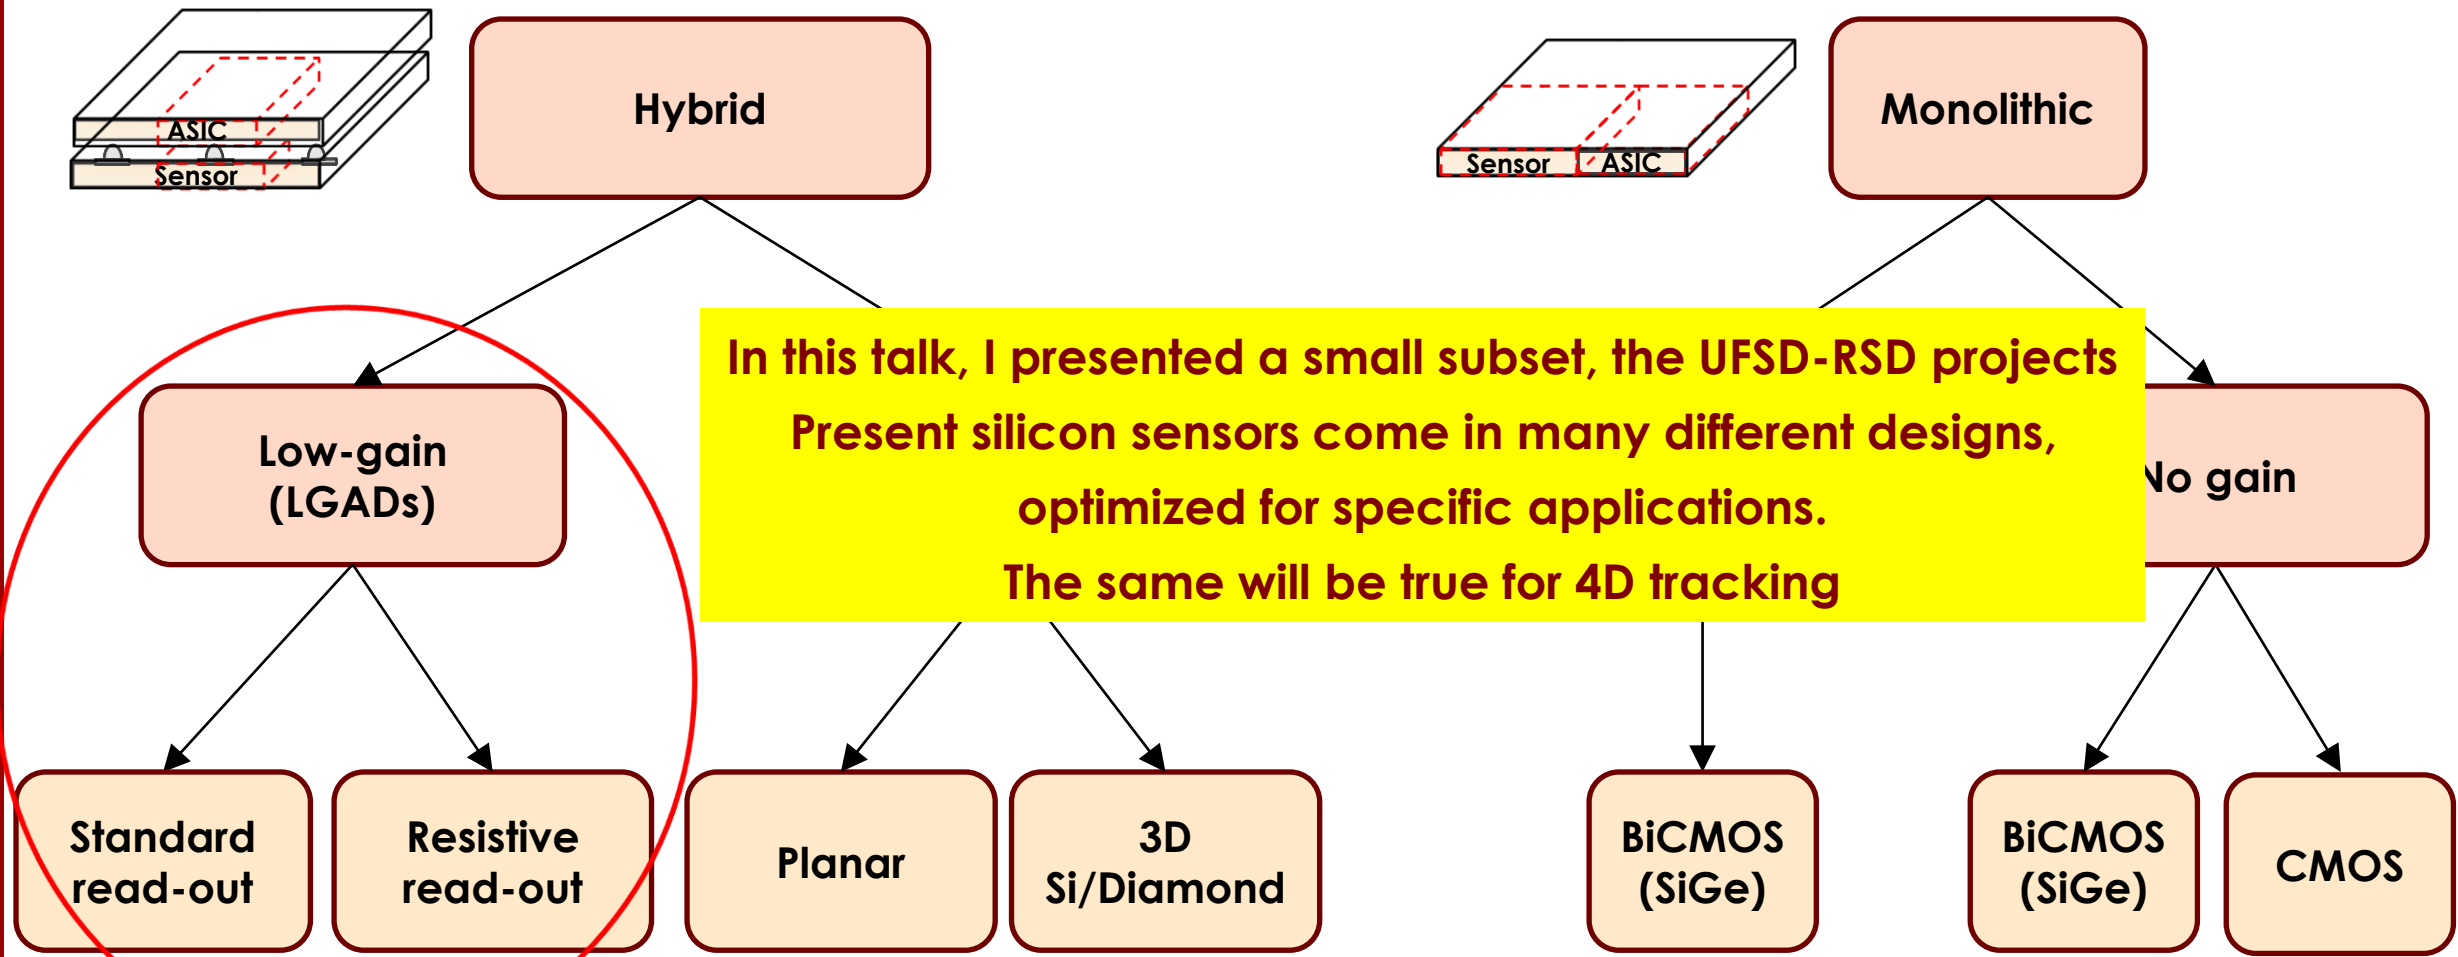 ASIC
Sensor
Hybrid
Sensor
ASIC
Monolithic
Low-gain
(LGADs)
In this talk, I presented a small subset, the UFSD-RSD projects
Present silicon sensors come in many different designs,
optimized for specific applications.
The same will be true for 4D tracking
No gain
Standard
read-out
Resistive
read-out
Planar
3D
Si/Diamond
BiCMOS
(SiGe)
BiCMOS
(SiGe)
CMOS